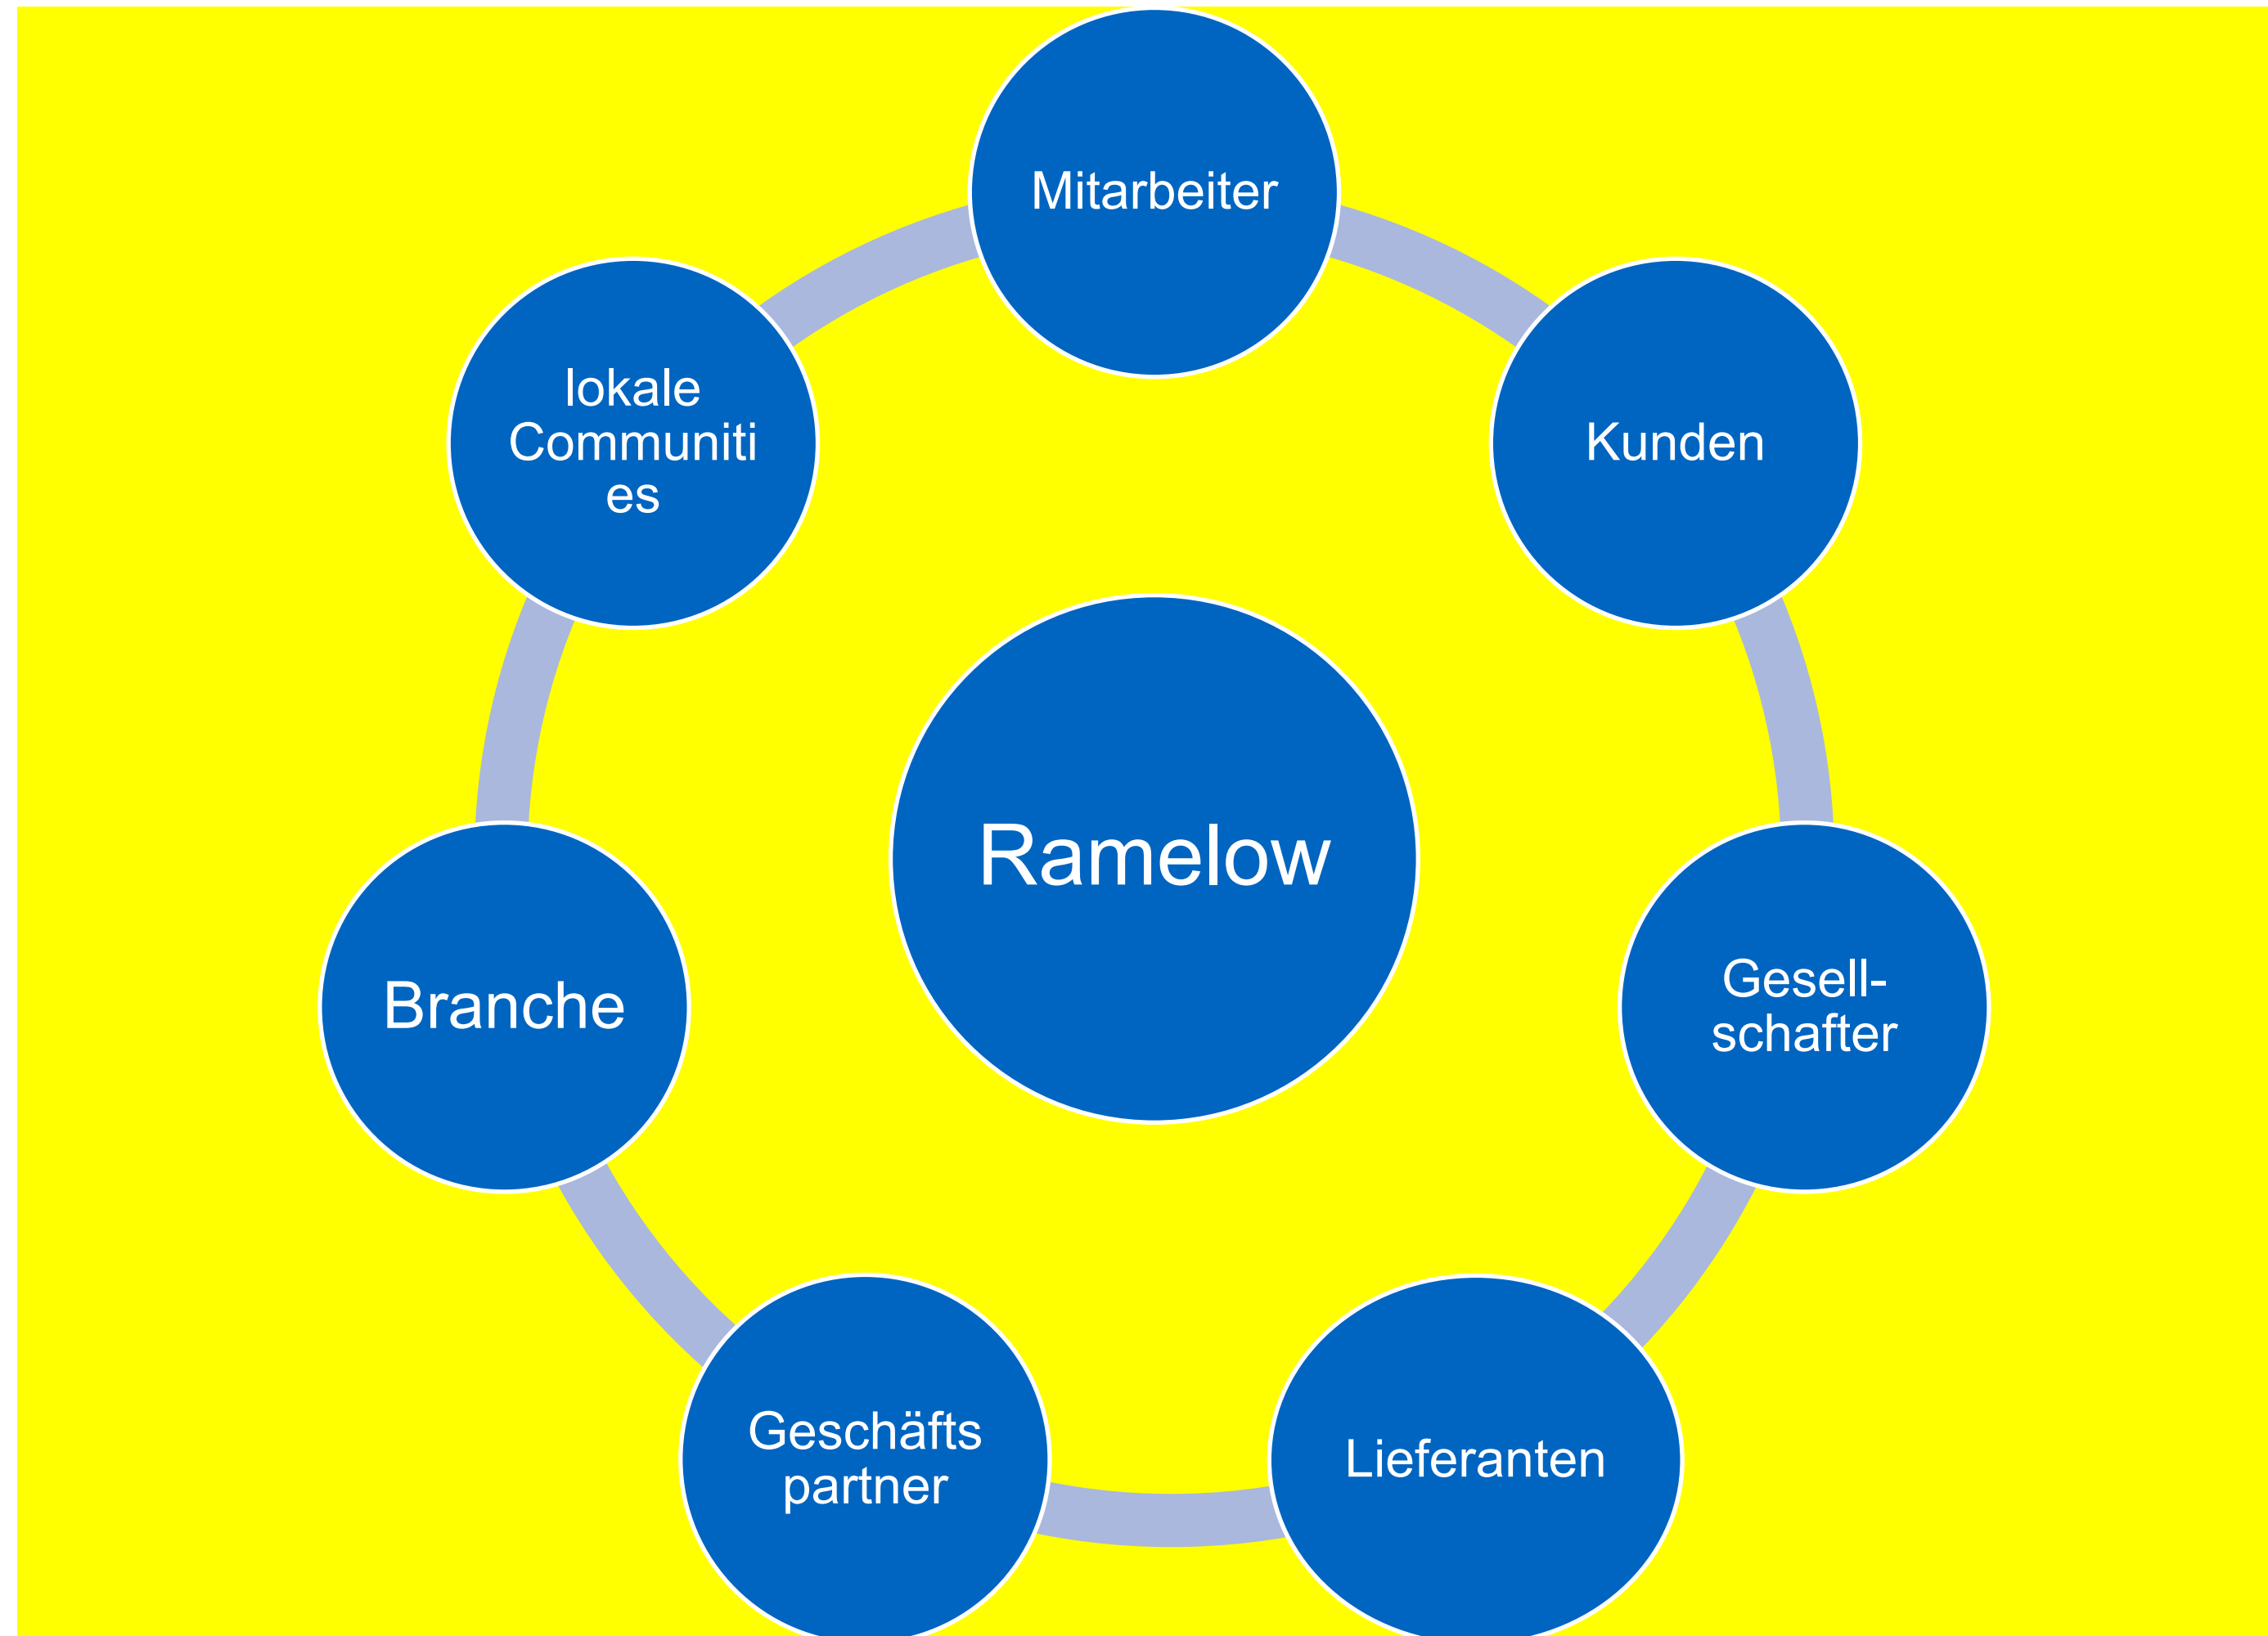 Mitarbeiter
lokale
Communiti
es
Kunden
Ramelow
Branche
Gesell-
schafter
Geschäfts
partner
Lieferanten